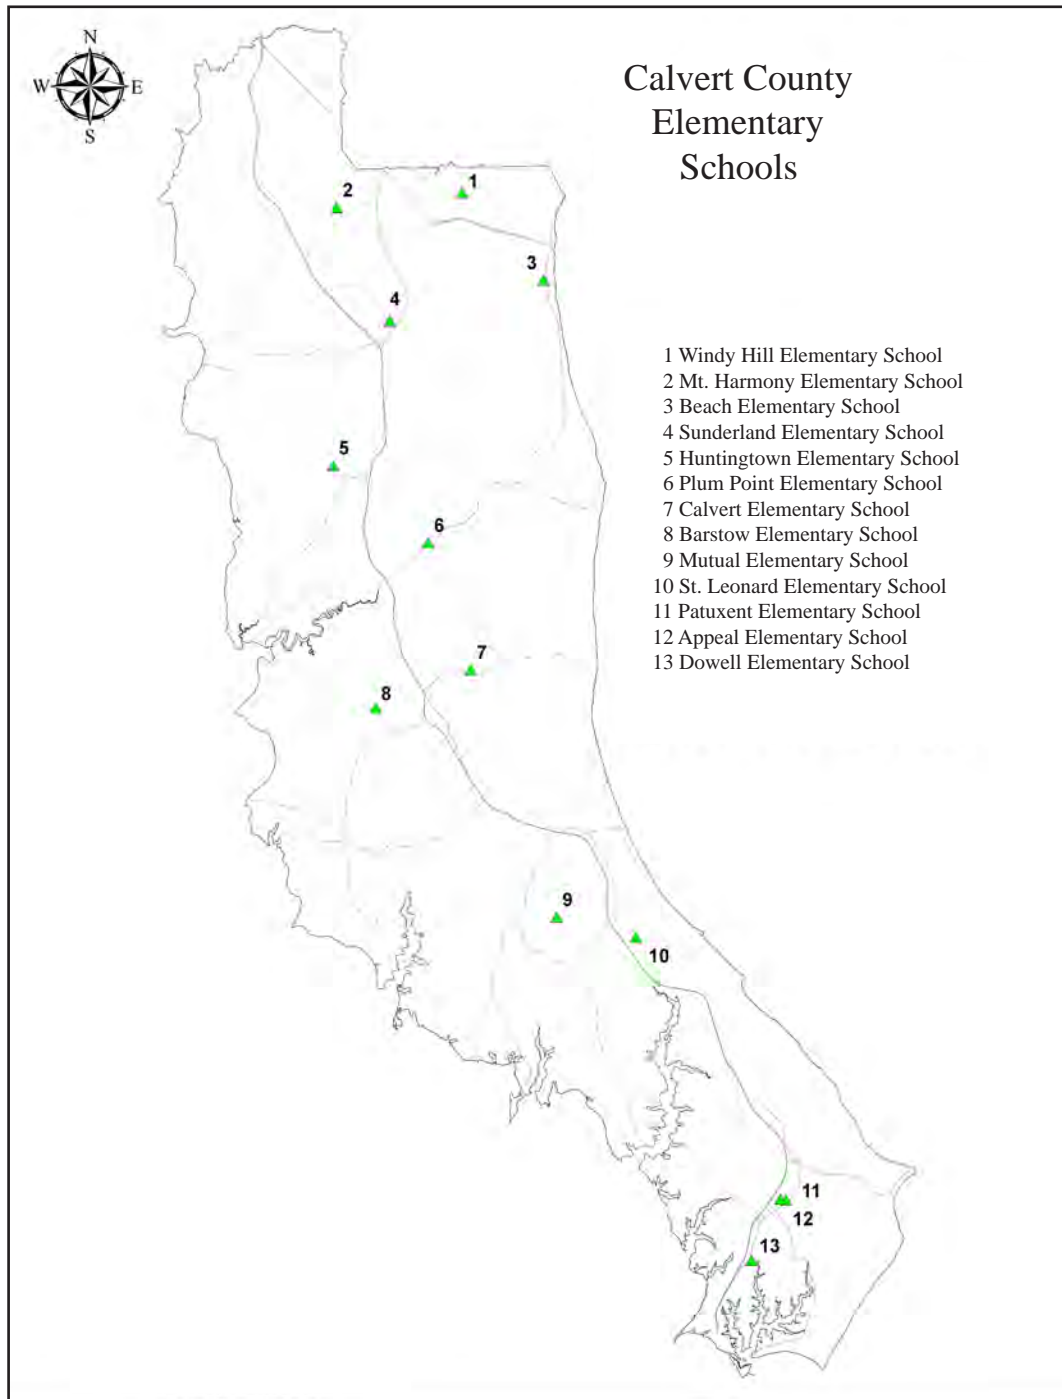 N
W E
S
Calvert County
Elementary
Schools
1
2
3
4
5
6
7
8
9
10
11
12
13
1 Windy Hill Elementary School
2 Mt. Harmony Elementary School
3 Beach Elementary School
4 Sunderland Elementary School
5 Huntingtown Elementary School
6 Plum Point Elementary School
7 Calvert Elementary School
8 Barstow Elementary School
9 Mutual Elementary School
10 St. Leonard Elementary School
11 Patuxent Elementary School
12 Appeal Elementary School
13 Dowell Elementary School